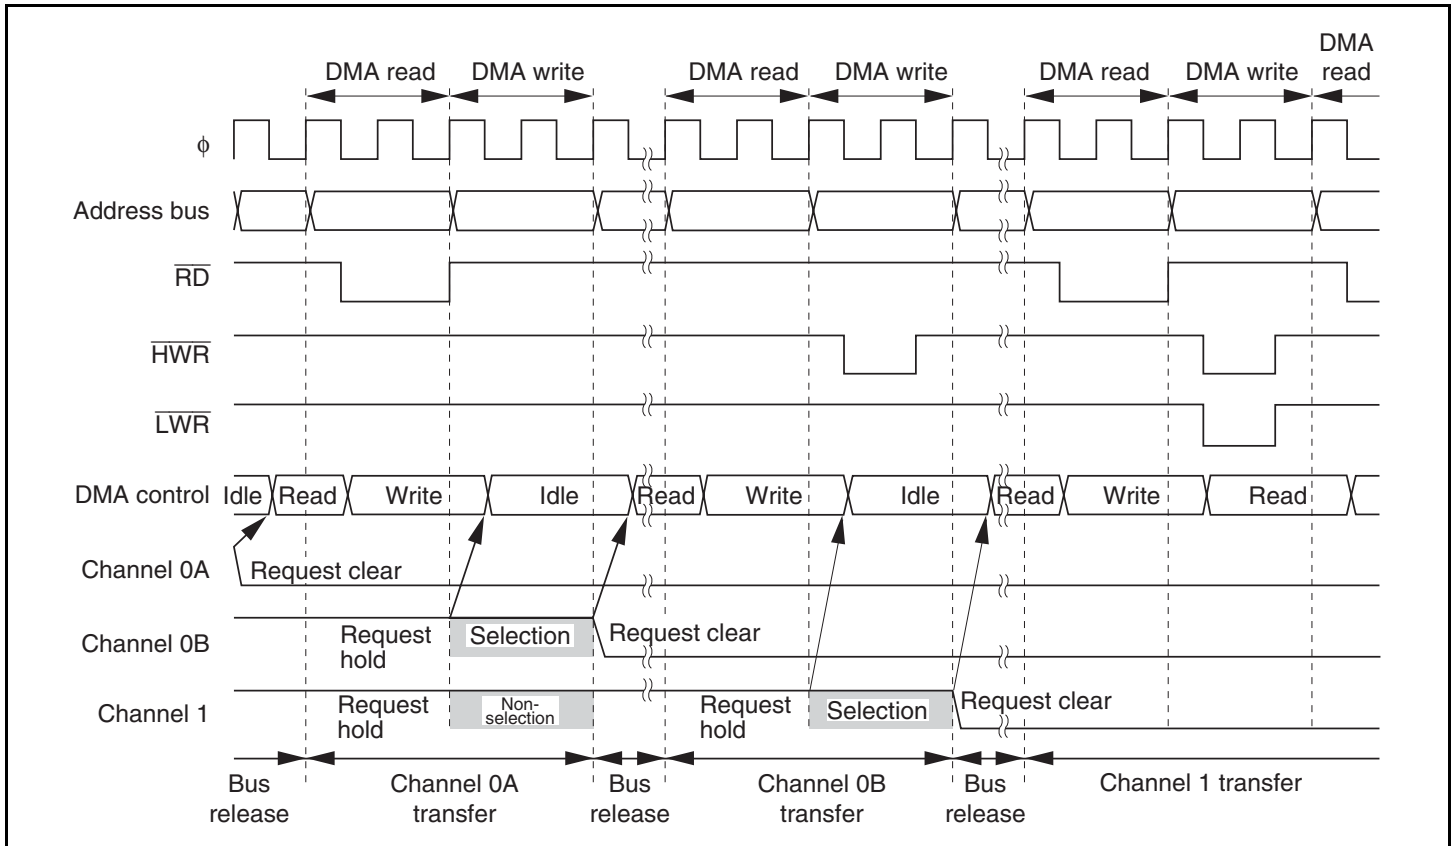 DMA
DMA read DMA write DMA read DMA write DMA read DMA write read
ϕ
Address bus
RD
HWR
LWR
DMA control Idle Read Write Idle Read Write Idle Read Write Read
Channel 0A Request clear
Channel 0B Request hold Selection Request clear
Channel 1 Request hold Non-selection Request hold Selection Request clear
Bus release Channel 0A transfer Bus release Channel 0B transfer Bus release Channel 1 transfer